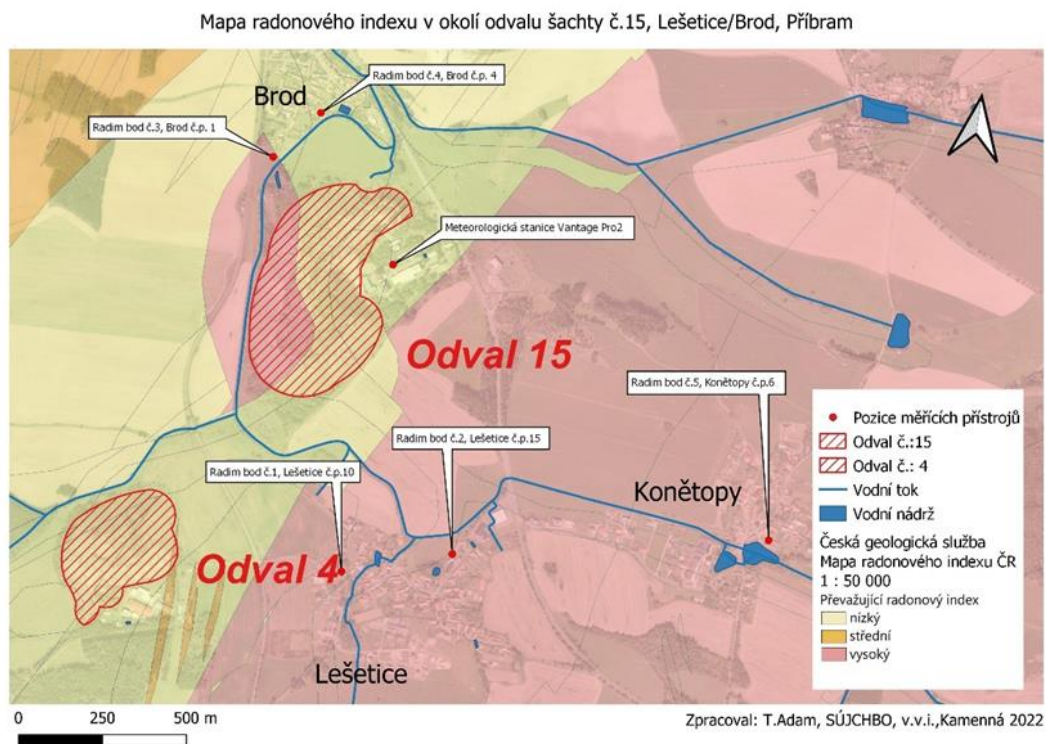 Mapa radonového indexu v okolí odvalu šachty č.15, Lešetice/Brod, Příbram
Radim bod č.4, Brod č.p. 4
Brod
Radim bod č.3, Brod č.p. 1
Meteorologická stanice Vantage Pro2
Odval 15
Radim bod č.5, Konětopy č.p.6
Radim bod č.2, Lešetice č.p.15
Radim bod č.1, Lešetice č.p.10
Konětopy
Odval 4
Lešetice
Pozice měřících přístrojů
Odval č.:15
Odval č.: 4
Vodní tok
Vodní nádrž
Česká geologická služba
Mapa radonového indexu ČR
1 : 50 000
Převažující radonový index
nízký
střední
vysoký
0 250 500 m
Zpracoval: T.Adam, SÚJCHBO, v.v.i.,Kamenná 2022